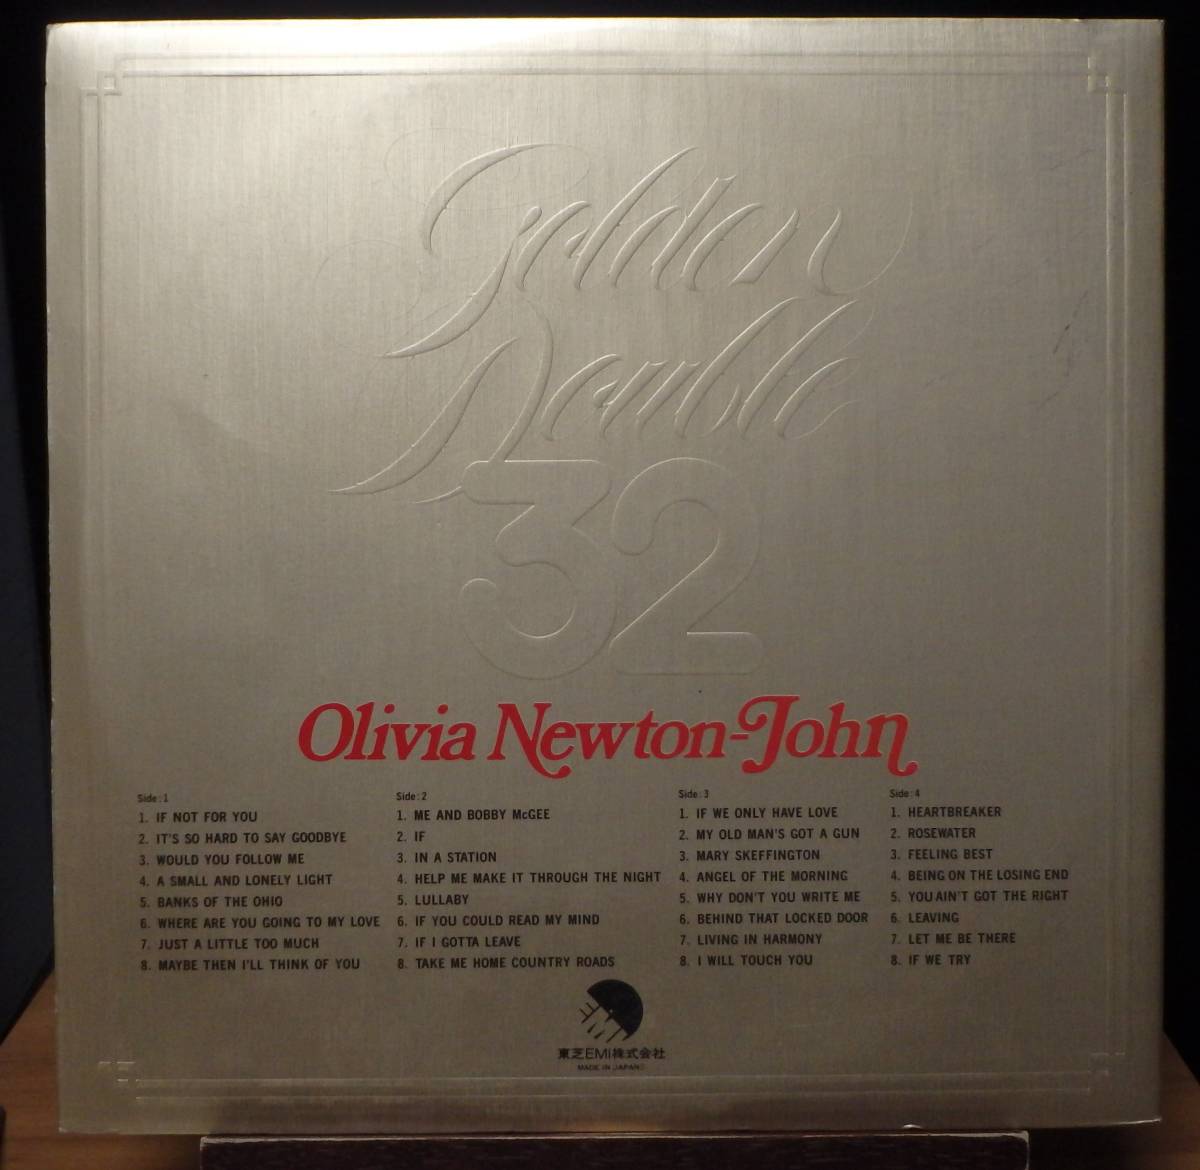 Golden
Double
32
Olivia Newton-John
Side:1
1. IF NOT FOR YOU
2. IT'S SO HARD TO SAY GOODBYE
3. WOULD YOU FOLLOW ME
4. A SMALL AND LONELY LIGHT
5. BANKS OF THE OHIO
6. WHERE ARE YOU GOING TO MY LOVE
7. JUST A LITTLE TOO MUCH
8. MAYBE THEN I'LL THINK OF YOU
Side:2
1. ME AND BOBBY McGEE
2. IF
3. IN A STATION
4. HELP ME MAKE IT THROUGH THE NIGHT
5. LULLABY
6. IF YOU COULD READ MY MIND
7. IF I GOTTA LEAVE
8. TAKE ME HOME COUNTRY ROADS
Side:3
1. IF WE ONLY HAVE LOVE
2. MY OLD MAN'S GOT A GUN
3. MARY SKEFFINGTON
4. ANGEL OF THE MORNING
5. WHY DON'T YOU WRITE ME
6. BEHIND THAT LOCKED DOOR
7. LIVING IN HARMONY
8. I WILL TOUCH YOU
Side:4
1. HEARTBREAKER
2. ROSEWATER
3. FEELING BEST
4. BEING ON THE LOSING END
5. YOU AIN'T GOT THE RIGHT
6. LEAVING
7. LET ME BE THERE
8. IF WE TRY
EMI
東芝EMI株式会社
MADE IN JAPAN